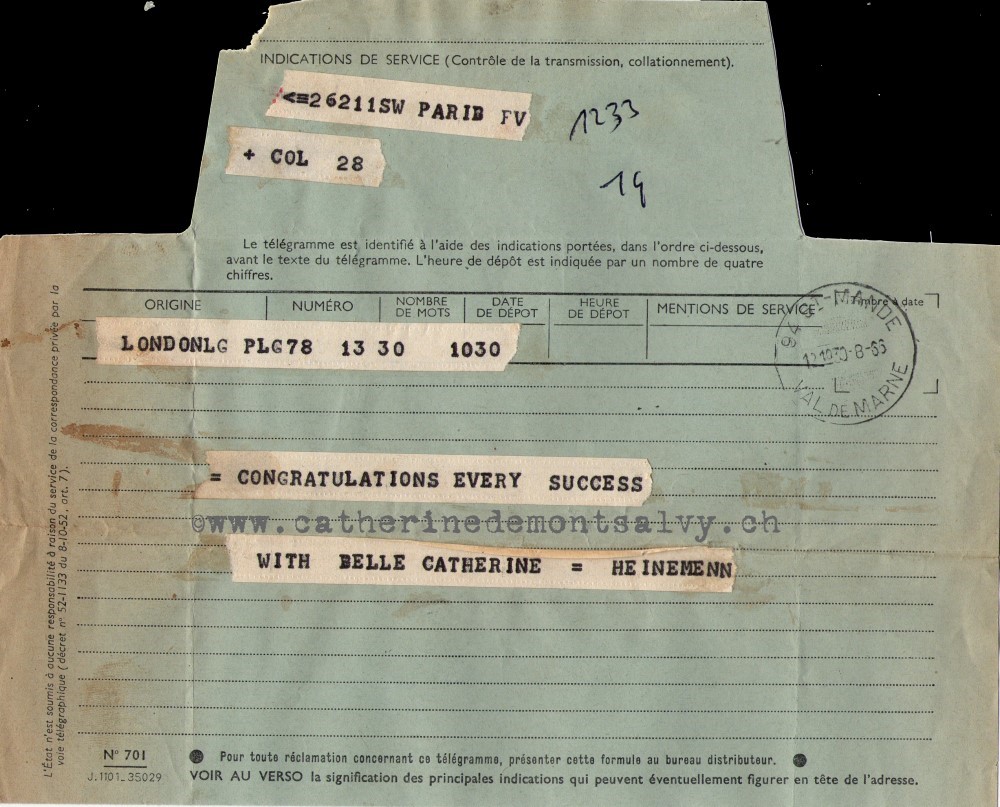 INDICATIONS DE SERVICE (Contrôle de la transmission, collationnement).
<≡26211SW PARIB FV
1233
+ COL 28
19
Le télégramme est identifié à l'aide des indications portées, dans l'ordre ci-dessous,
avant le texte du télégramme. L'heure de dépôt est indiquée par un nombre de quatre
chiffres.
ORIGINE NUMÉRO NOMBRE DE MOTS DATE DE DÉPOT HEURE DE DÉPOT MENTIONS DE SERVICE Timbre à date
LONDONLG PLG78 13 30 1030
94 ST-MANDE
30-8-66
VAL DE MARNE
= CONGRATULATIONS EVERY SUCCESS
©www.catherinedemontsalvy.ch
WITH BELLE CATHERINE = HEINEMENN
L'État n'est soumis à aucune responsabilité à raison du service de la correspondance privée par la
voie télégraphique (décret n° 52-1133 du 8-10-52, art. 7).
N° 701
J.1101_35029
Pour toute réclamation concernant ce télégramme, présenter cette formule au bureau distributeur.
VOIR AU VERSO la signification des principales indications qui peuvent éventuellement figurer en tête de l'adresse.